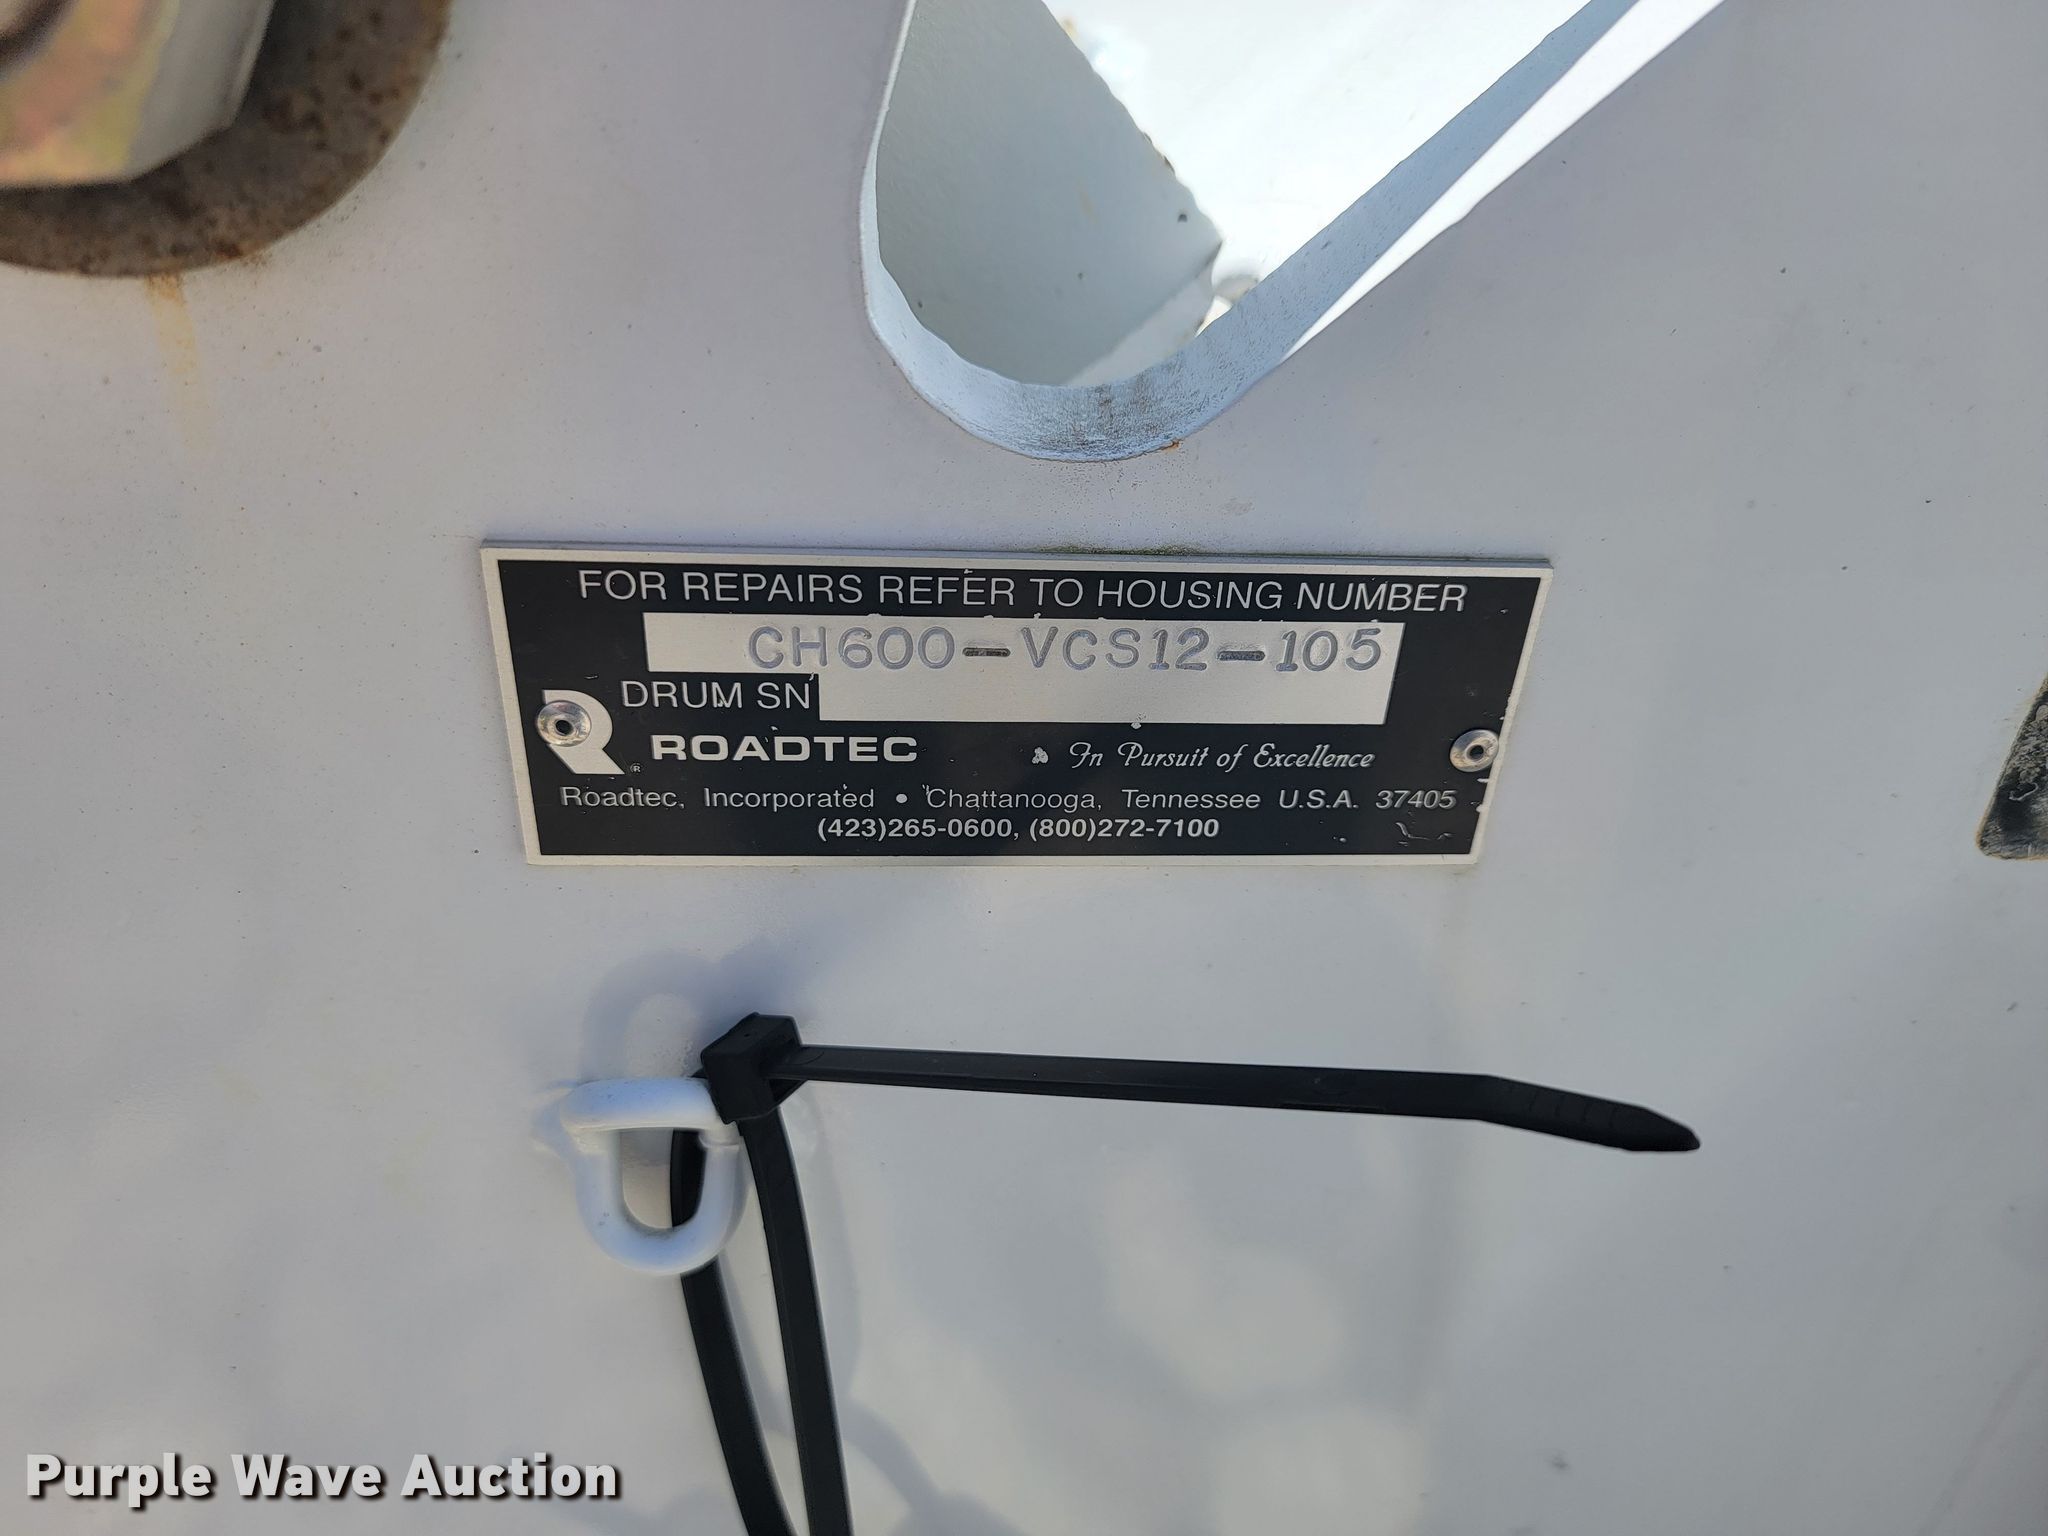 FOR REPAIRS REFER TO HOUSING NUMBER
CH600-VCS12-105
DRUM SN
R® ROADTEC In Pursuit of Excellence
Roadtec, Incorporated • Chattanooga, Tennessee U.S.A. 37405
(423)265-0600, (800)272-7100
Purple Wave Auction